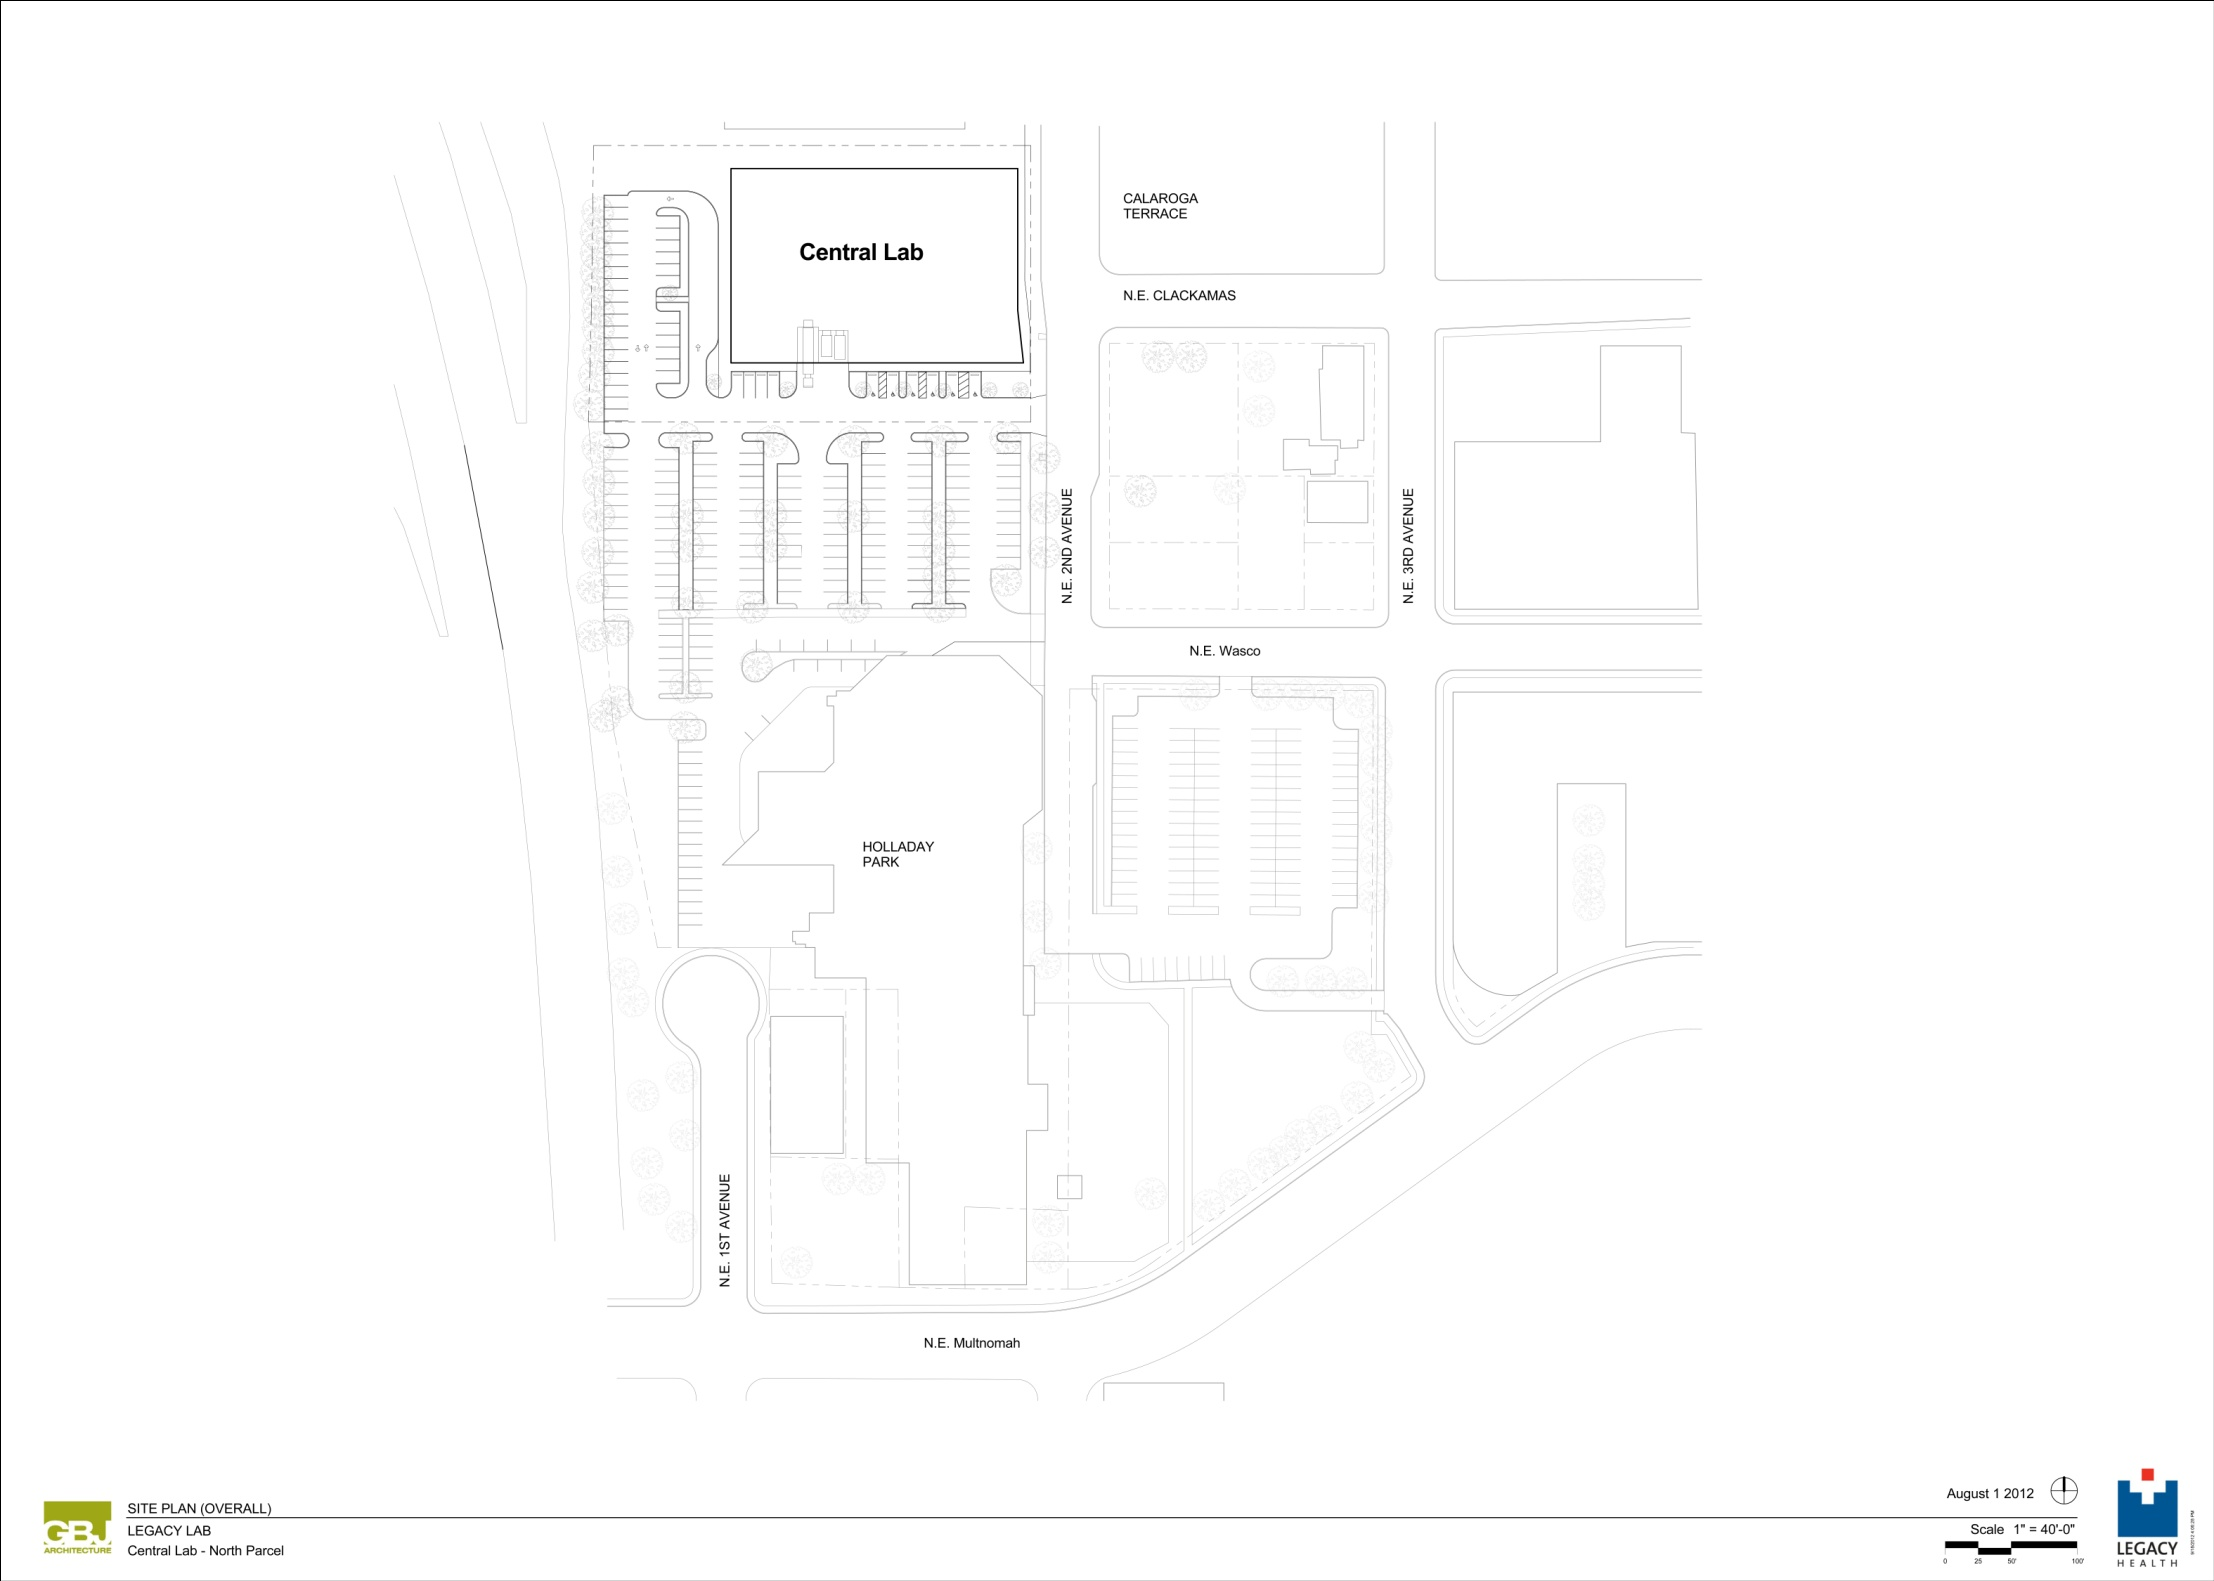 CALAROGA
TERRACE
Central Lab
N.E. CLACKAMAS
N.E. 2ND AVENUE
N.E. 3RD AVENUE
N.E. Wasco
HOLLADAY
PARK
N.E. 1ST AVENUE
N.E. Multnomah
GBJ
ARCHITECTURE
SITE PLAN (OVERALL)
LEGACY LAB
Central Lab - North Parcel
August 1 2012
Scale 1" = 40'-0"
0 25 50' 100'
LEGACY
HEALTH